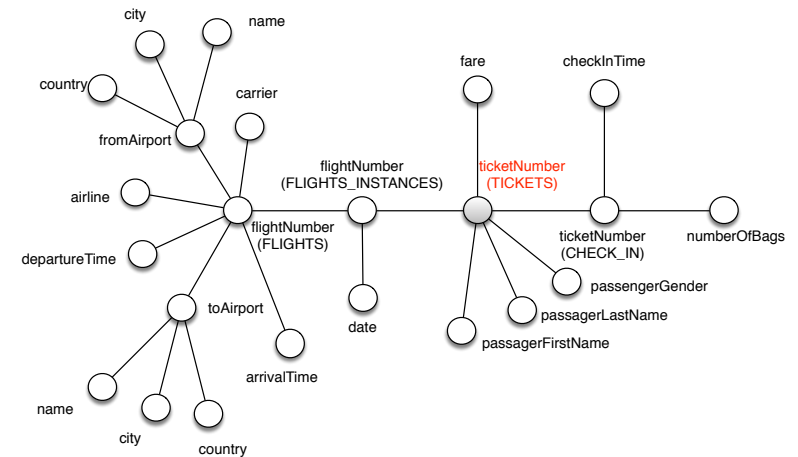 city
name
fare
checkInTime
country
carrier
fromAirport
flightNumber
(FLIGHTS_INSTANCES)
ticketNumber
(TICKETS)
airline
flightNumber
(FLIGHTS)
ticketNumber
(CHECK_IN)
numberOfBags
departureTime
passengerGender
toAirport
passagerLastName
date
passagerFirstName
arrivalTime
name
city
country